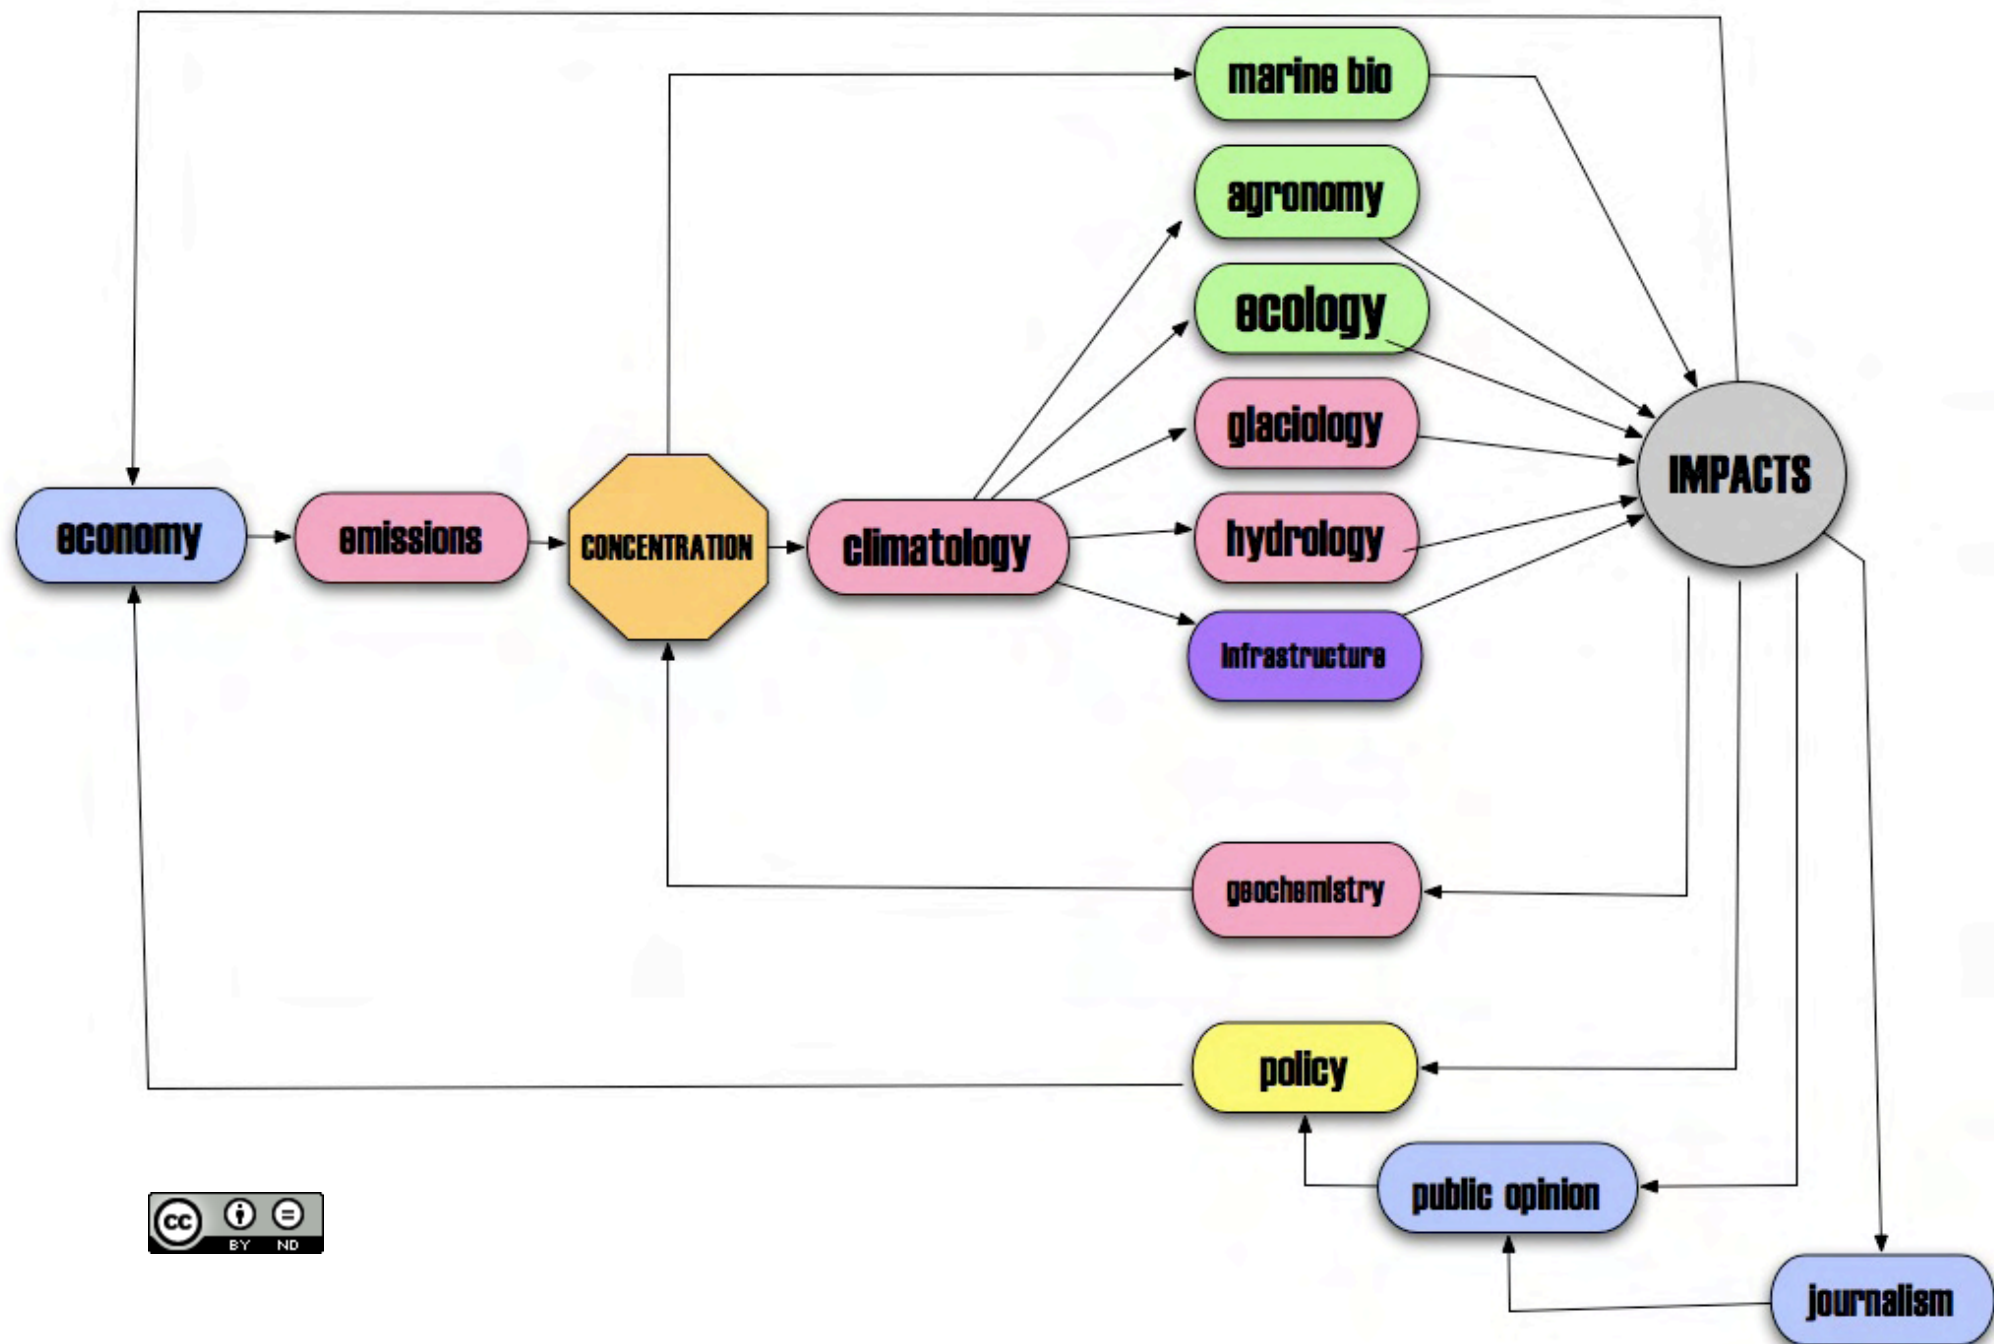 marine bio
agronomy
ecology
glaciology
IMPACTS
economy
emissions
CONCENTRATION
climatology
hydrology
infrastructure
geochemistry
policy
public opinion
journalism
cc
BY ND